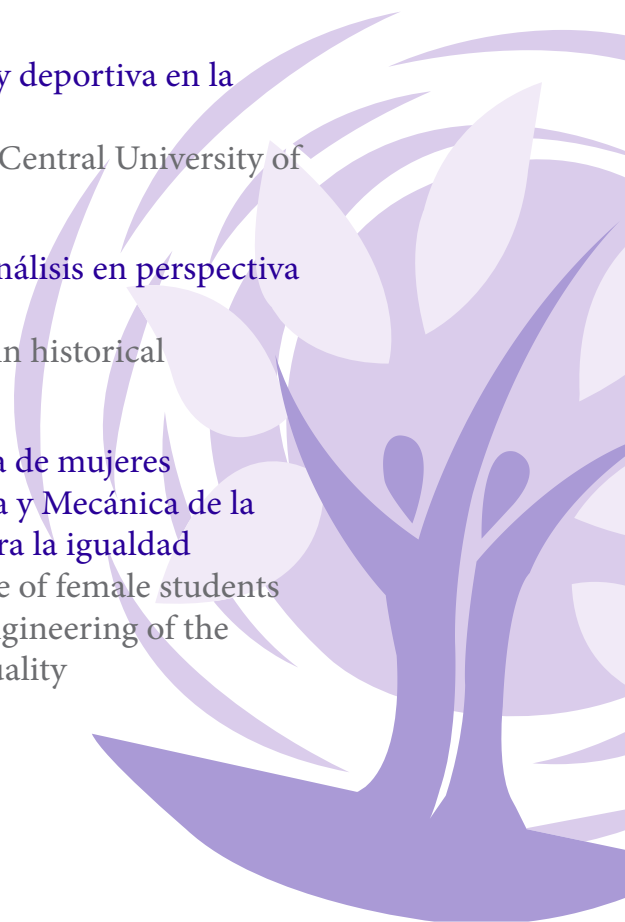 y deportiva en la
Central University of
nálisis en perspectiva
in historical
a de mujeres
a y Mecánica de la
ra la igualdad
e of female students
gineering of the
uality